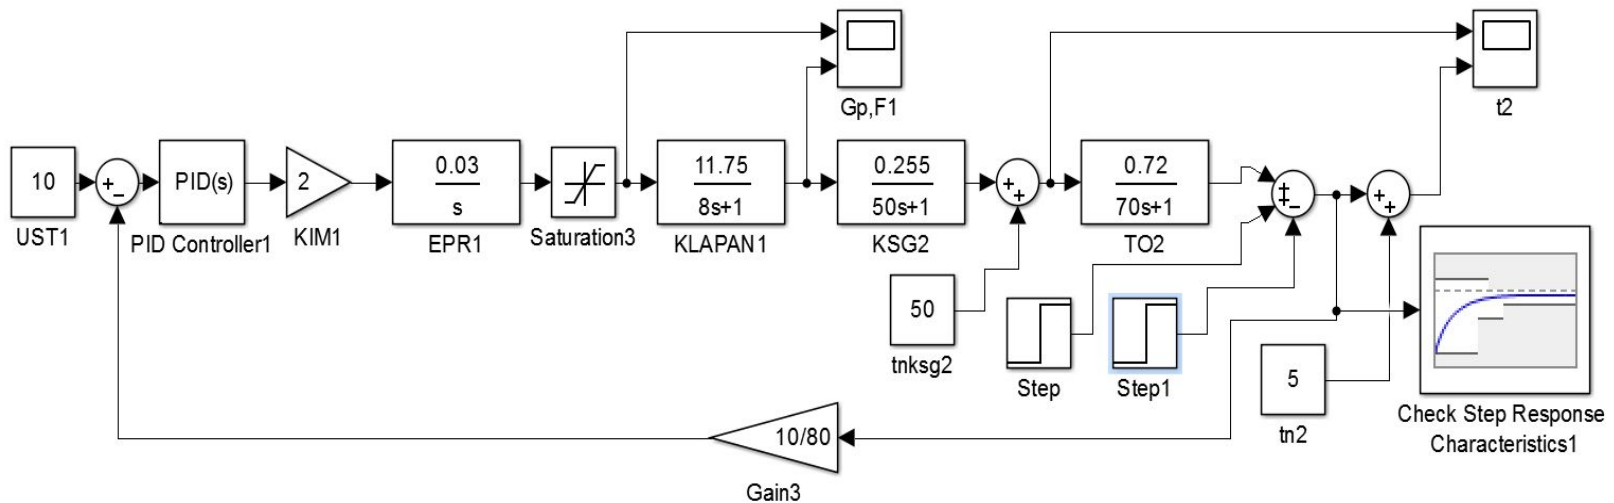 Gp,F1
t2
10
UST1
+
−
PID(s)
PID Controller1
2
KIM1
0.03
s
EPR1
Saturation3
11.75
8s+1
KLAPAN1
0.255
50s+1
KSG2
+
+
0.72
70s+1
TO2
+
+
−
+
+
50
tnksg2
Step
Step1
5
tn2
Check Step Response
Characteristics1
10/80
Gain3